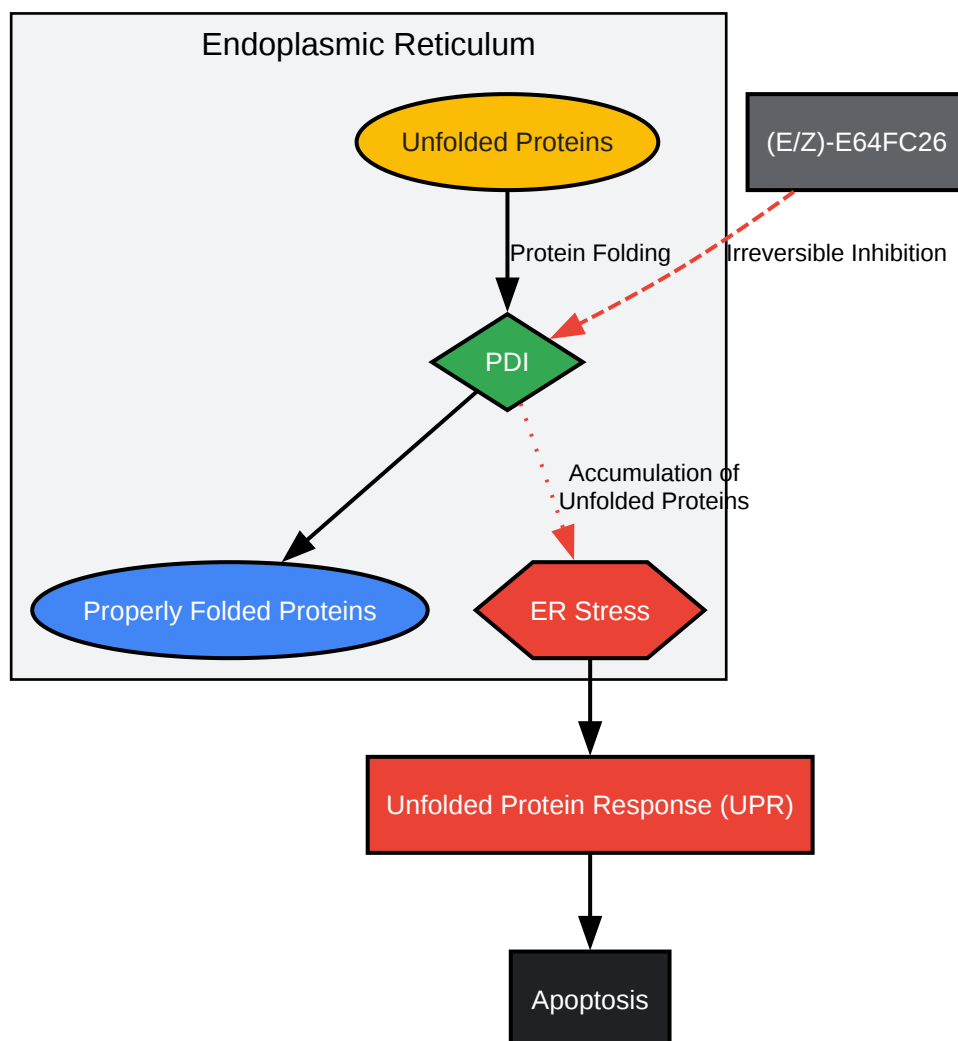 Endoplasmic Reticulum
Unfolded Proteins
(E/Z)-E64FC26
Protein Folding
Irreversible Inhibition
PDI
Accumulation of
Unfolded Proteins
Properly Folded Proteins
ER Stress
Unfolded Protein Response (UPR)
Apoptosis